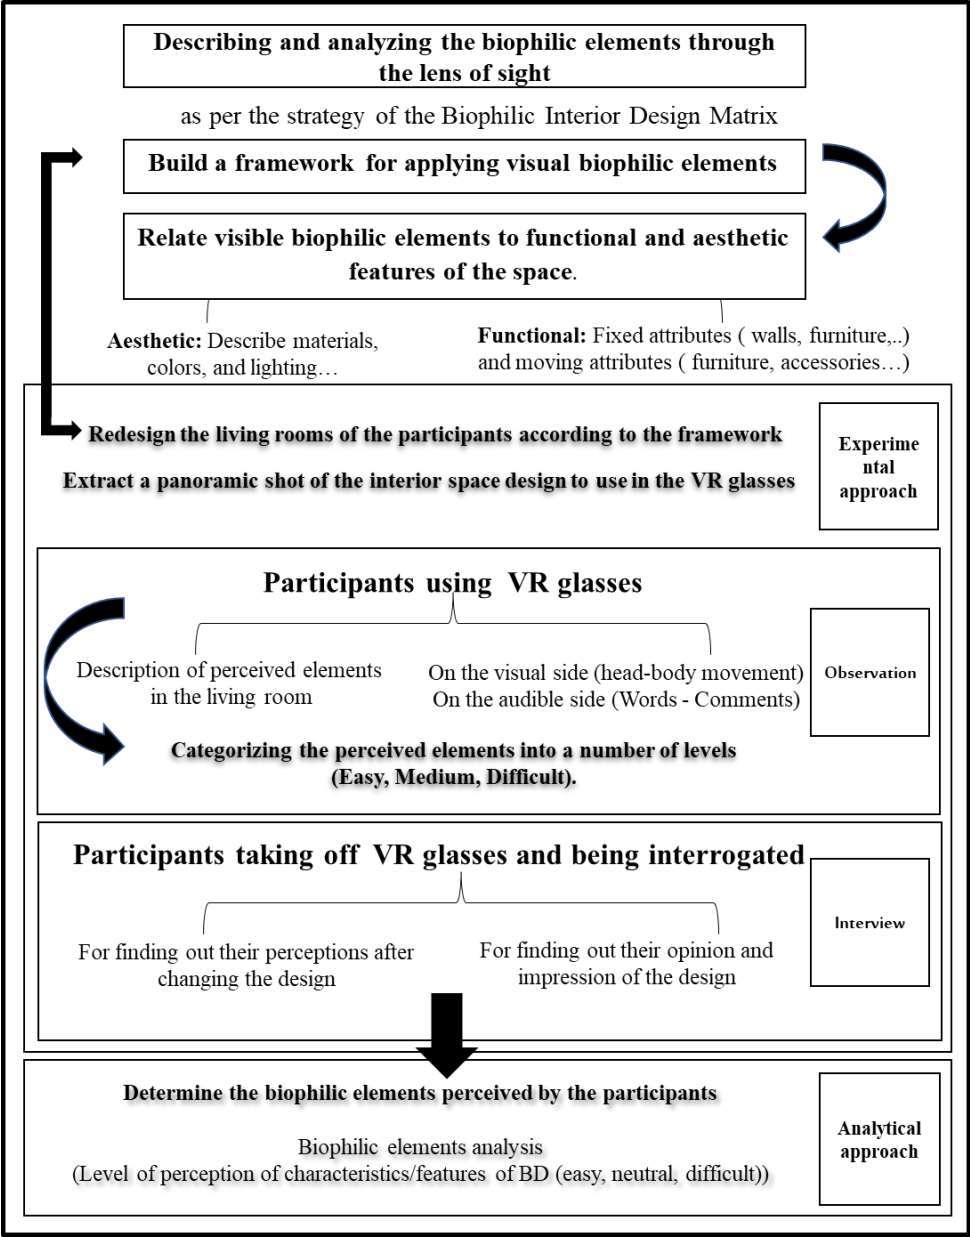 Describing and analyzing the biophilic elements through
the lens of sight
as per the strategy of the Biophilic Interior Design Matrix
Build a framework for applying visual biophilic elements
Relate visible biophilic elements to functional and aesthetic
features of the space.
Aesthetic: Describe materials,
colors, and lighting…
Functional: Fixed attributes ( walls, furniture,..)
and moving attributes ( furniture, accessories…)
Redesign the living rooms of the participants according to the framework
Extract a panoramic shot of the interior space design to use in the VR glasses
Experime
ntal
approach
Participants using VR glasses
Description of perceived elements
in the living room
On the visual side (head-body movement)
On the audible side (Words - Comments)
Observation
Categorizing the perceived elements into a number of levels
(Easy, Medium, Difficult).
Participants taking off VR glasses and being interrogated
For finding out their perceptions after
changing the design
For finding out their opinion and
impression of the design
Interview
Determine the biophilic elements perceived by the participants
Biophilic elements analysis
(Level of perception of characteristics/features of BD (easy, neutral, difficult))
Analytical
approach